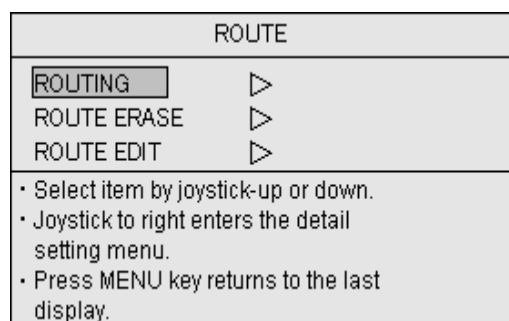 ROUTE
ROUTING
ROUTE ERASE
ROUTE EDIT
· Select item by joystick-up or down.
· Joystick to right enters the detail
setting menu.
· Press MENU key returns to the last
display.